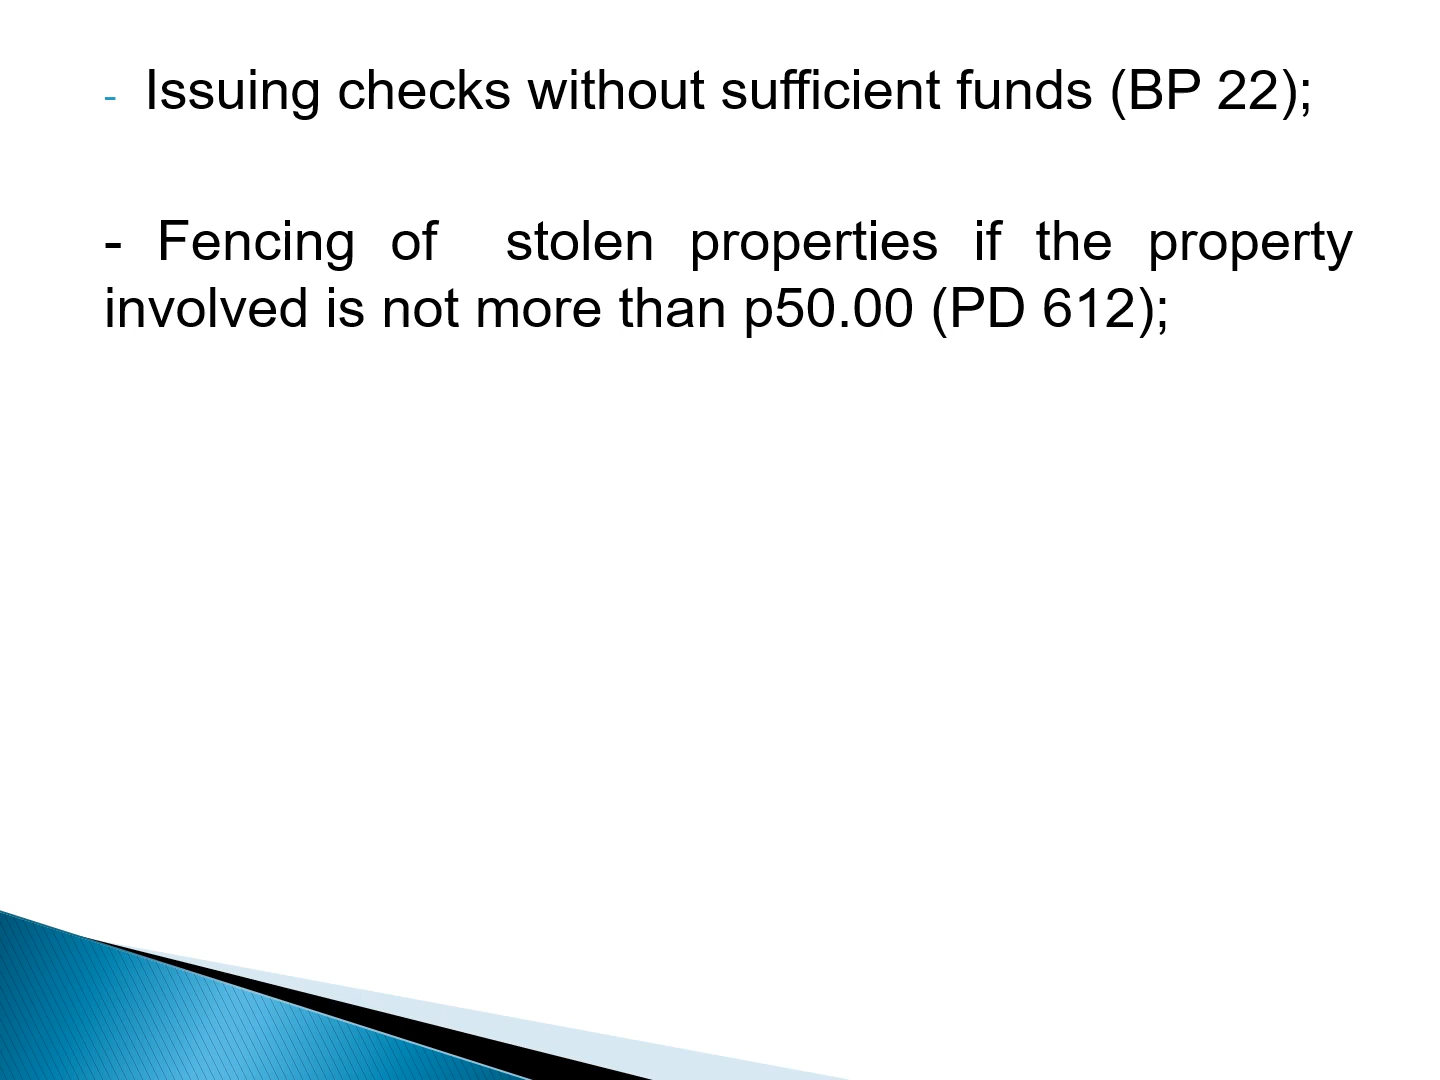 - Issuing checks without sufficient funds (BP 22);
- Fencing of stolen properties if the property
involved is not more than p50.00 (PD 612);